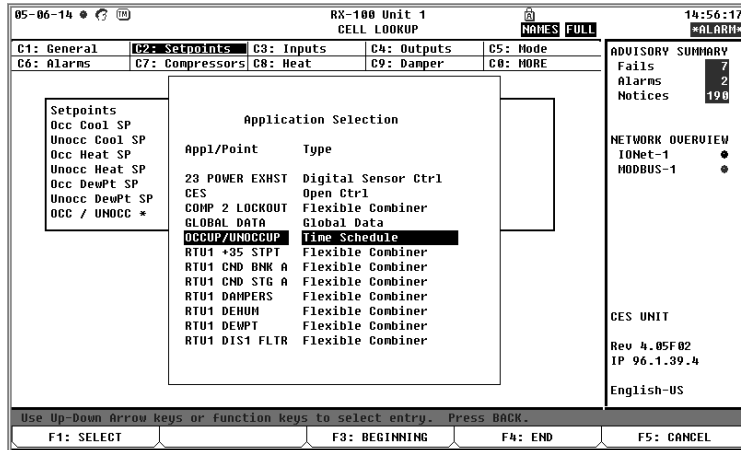 05-06-14 RX-100 Unit 1 14:56:17
CELL LOOKUP NAMES FULL *ALARM*
C1: General C2: Setpoints C3: Inputs C4: Outputs C5: Mode
C6: Alarms C7: Compressors C8: Heat C9: Damper C0: MORE
ADVISORY SUMMARY
Fails 7
Alarms 2
Notices 190
NETWORK OVERVIEW
IONet-1
MODBUS-1
CES UNIT
Rev 4.05F02
IP 96.1.39.4
English-US
Setpoints
Occ Cool SP
Unocc Cool SP
Occ Heat SP
Unocc Heat SP
Occ DewPt SP
Unocc DewPt SP
OCC / UNOCC *
Application Selection
Appl/Point Type
23 POWER EXHST Digital Sensor Ctrl
CES Open Ctrl
COMP 2 LOCKOUT Flexible Combiner
GLOBAL DATA Global Data
OCCUP/UNOCCUP Time Schedule
RTU1 +35 STPT Flexible Combiner
RTU1 CND BNK A Flexible Combiner
RTU1 CND STG A Flexible Combiner
RTU1 DAMPERS Flexible Combiner
RTU1 DEHUM Flexible Combiner
RTU1 DEWPT Flexible Combiner
RTU1 DIS1 FLTR Flexible Combiner
Use Up-Down Arrow keys or function keys to select entry. Press BACK.
F1: SELECT F3: BEGINNING F4: END F5: CANCEL